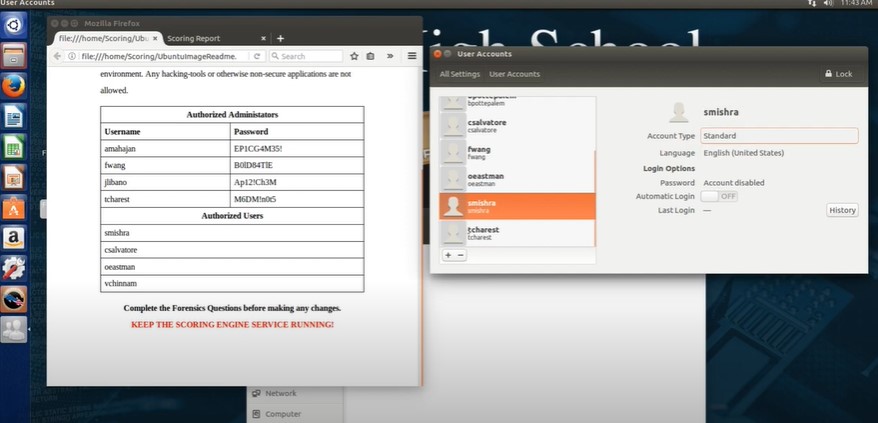 User Accounts
11:43 AM
High School
Mozilla Firefox
file:///home/Scoring/Ubu
Scoring Report
file:///home/Scoring/UbuntuImageReadme.
Search
environment. Any hacking-tools or otherwise non-secure applications are not
allowed.
Authorized Administators
Username Password
amahajan EP1CG4M35!
fwang B0lD84TlE
jlibano Ap12!Ch3M
tcharest M6DM!n0t5
Authorized Users
smishra
csalvatore
oeastman
vchinnam
Complete the Forensics Questions before making any changes.
KEEP THE SCORING ENGINE SERVICE RUNNING!
Network
Computer
User Accounts
All Settings User Accounts
Lock
bpottepalem
bpottepalem
csalvatore
csalvatore
fwang
fwang
oeastman
oeastman
smishra
smishra
tcharest
tcharest
smishra
Account Type Standard
Language English (United States)
Login Options
Password Account disabled
Automatic Login OFF
Last Login —
History